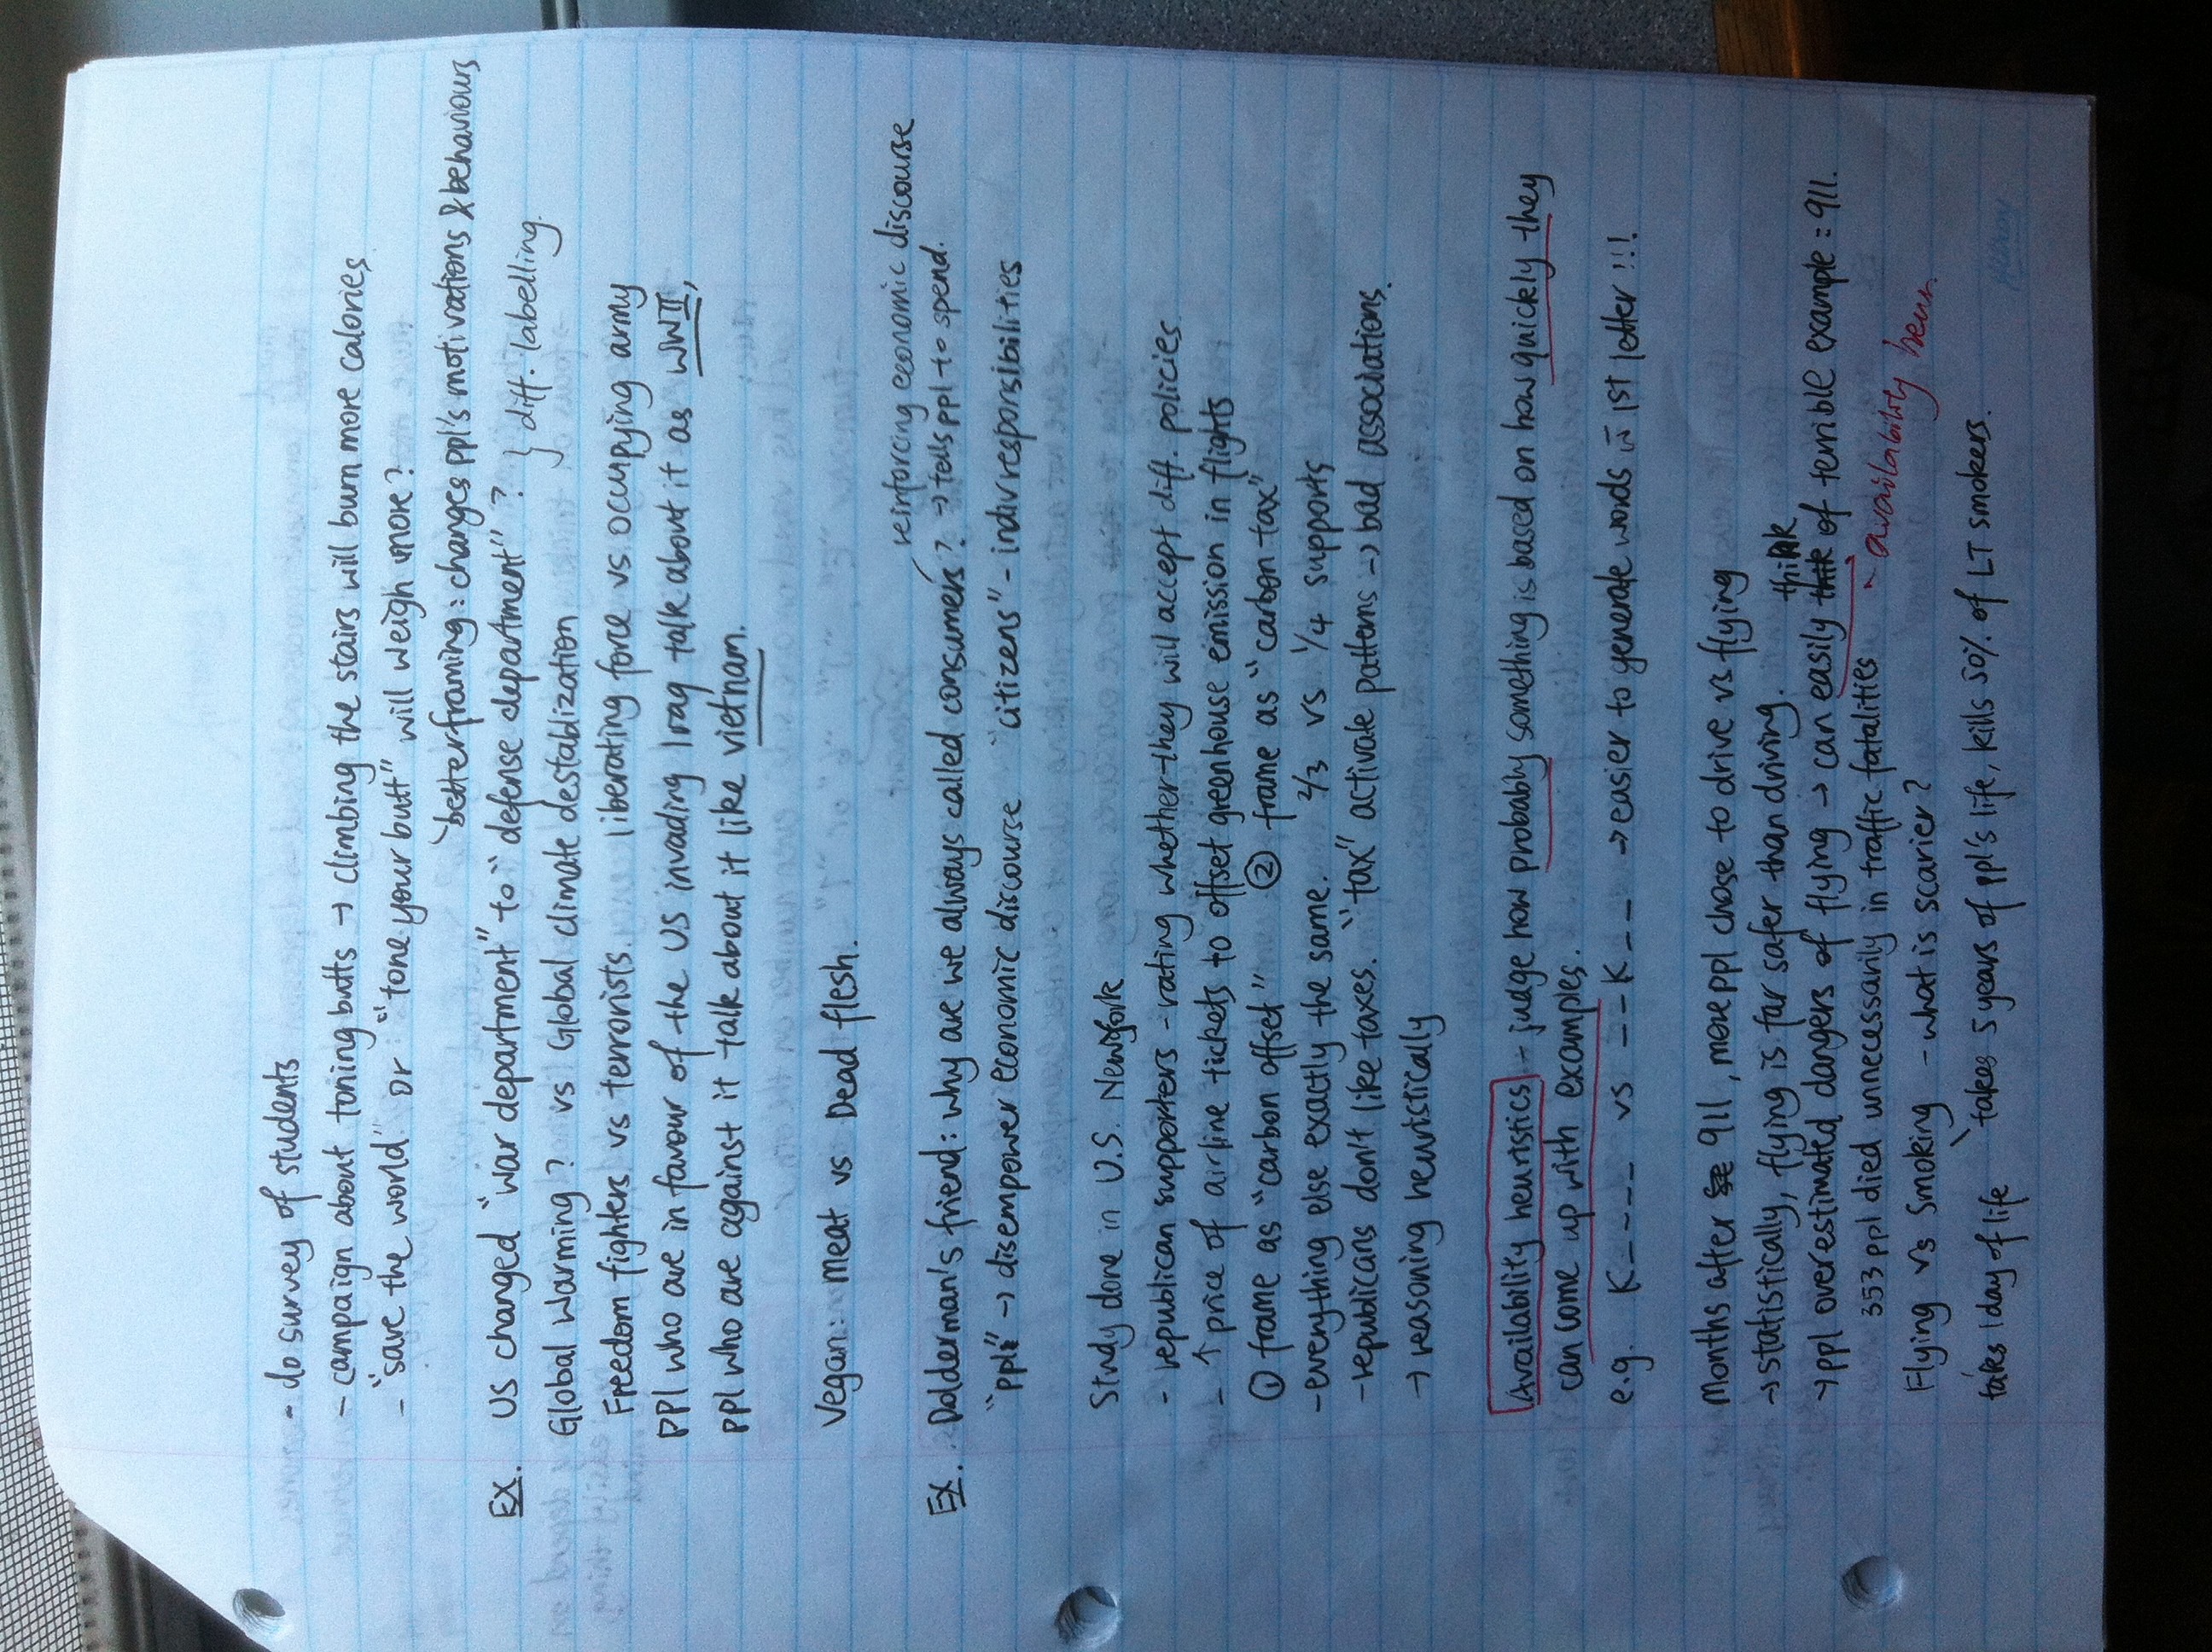 - do survey of students
- campaign about toning butts → climbing the stairs will burn more calories
- "save the world" or "tone your butt" will weigh more?
better framing: changes ppl's motivations & behaviours
EX. US changed "war department" to "defense department"? } diff. labelling.
Global Warming? vs Global climate destablization
Freedom fighters vs terrorists. liberating force vs occupying army
PPl who are in favour of the US invading Iraq talk about it as WWII,
PPl who are against it talk about it like vietnam.
Vegan: meat vs Dead flesh.
reinforcing economic discourse
EX. Dolderman's friend: why are we always called consumers? → tells ppl to spend.
"ppl" → disempower economic discourse "citizens" - indiv responsibilities
Study done in U.S. New York
- republican supporters - rating whether they will accept diff. policies
- ↑ price of airline tickets to offset greenhouse emission in flights
① frame as "carbon offset" ② frame as "carbon tax"
- everything else exactly the same. 2/3 vs 1/4 supports
- republicans don't like taxes. "tax" activate patterns → bad associations.
→ reasoning heuristically
Availability heuristics - judge how probably something is based on how quickly they
can come up with examples.
e.g. K---- vs --K-- → easier to generate words w̄ 1st letter!!!
Months after 911, more ppl chose to drive vs flying
→ statistically, flying is far safer than driving. think
→ ppl overestimated dangers of flying → can easily think of terrible example: 911.
353 ppl died unnecessarily in traffic fatalities - availability heur.
Flying vs Smoking - what is scarier?
takes 1 day of life takes 5 years of ppl's life, kills 50% of LT smokers.